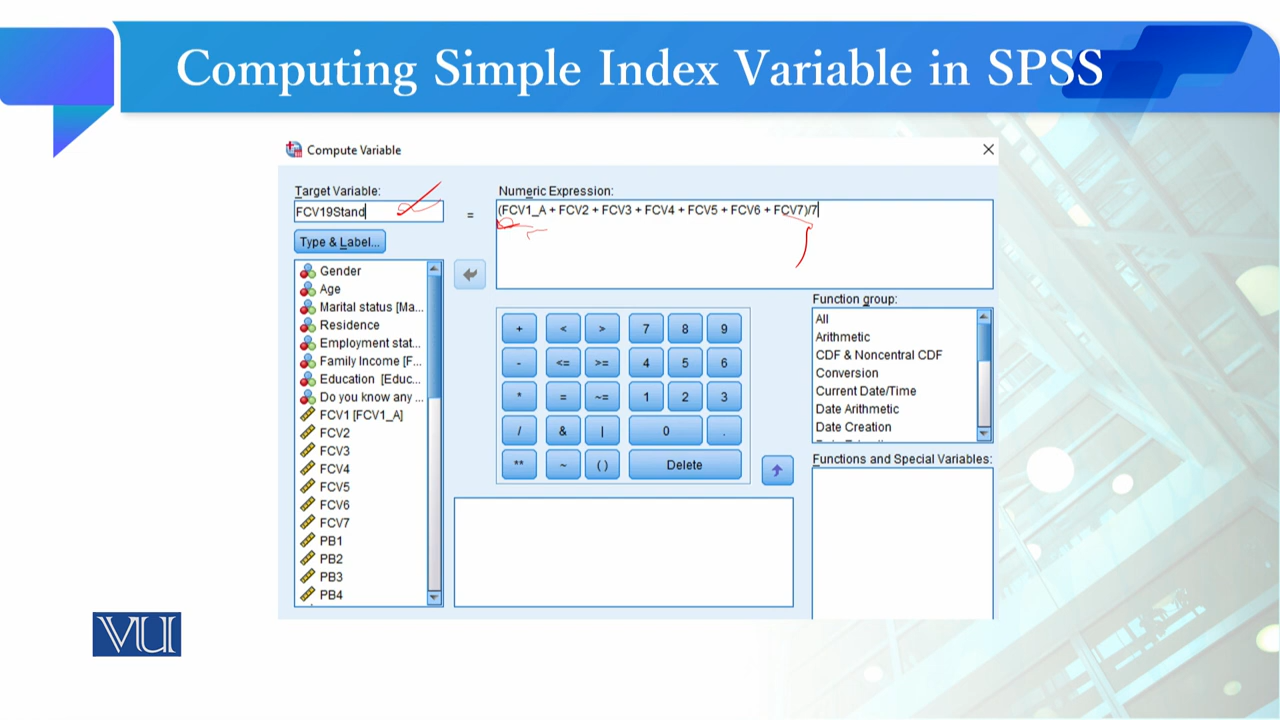 Computing Simple Index Variable in SPSS
Compute Variable
Target Variable:
FCV19Stand
=
Numeric Expression:
(FCV1_A + FCV2 + FCV3 + FCV4 + FCV5 + FCV6 + FCV7)/7
Type & Label...
Gender
Age
Marital status [Ma...
Residence
Employment stat...
Family Income [F...
Education [Educ...
Do you know any ...
FCV1 [FCV1_A]
FCV2
FCV3
FCV4
FCV5
FCV6
FCV7
PB1
PB2
PB3
PB4
+ < > 7 8 9
- <= >= 4 5 6
* = ~= 1 2 3
/ & | 0 .
** ~ ( ) Delete
Function group:
All
Arithmetic
CDF & Noncentral CDF
Conversion
Current Date/Time
Date Arithmetic
Date Creation
Functions and Special Variables:
VU